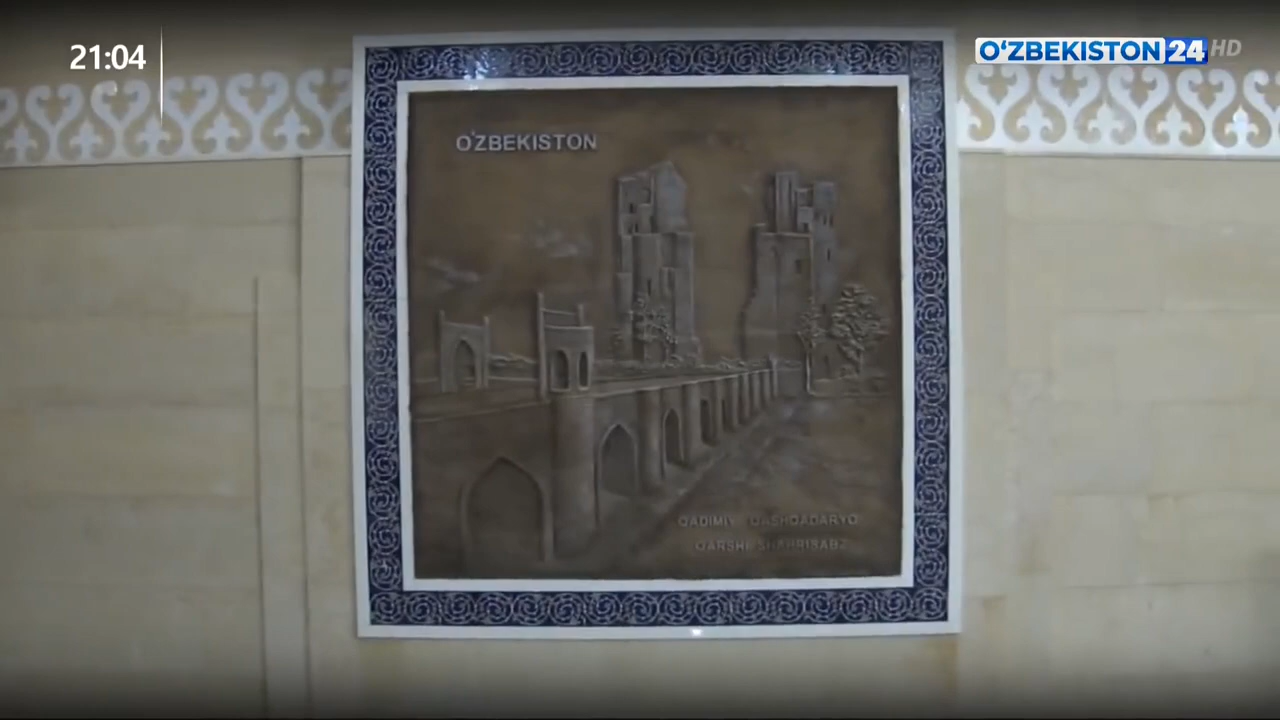 21:04
O‘ZBEKISTON 24 HD
O'ZBEKISTON
QADIMIY QASHQADARYO
QARSHI SHAHRISABZ